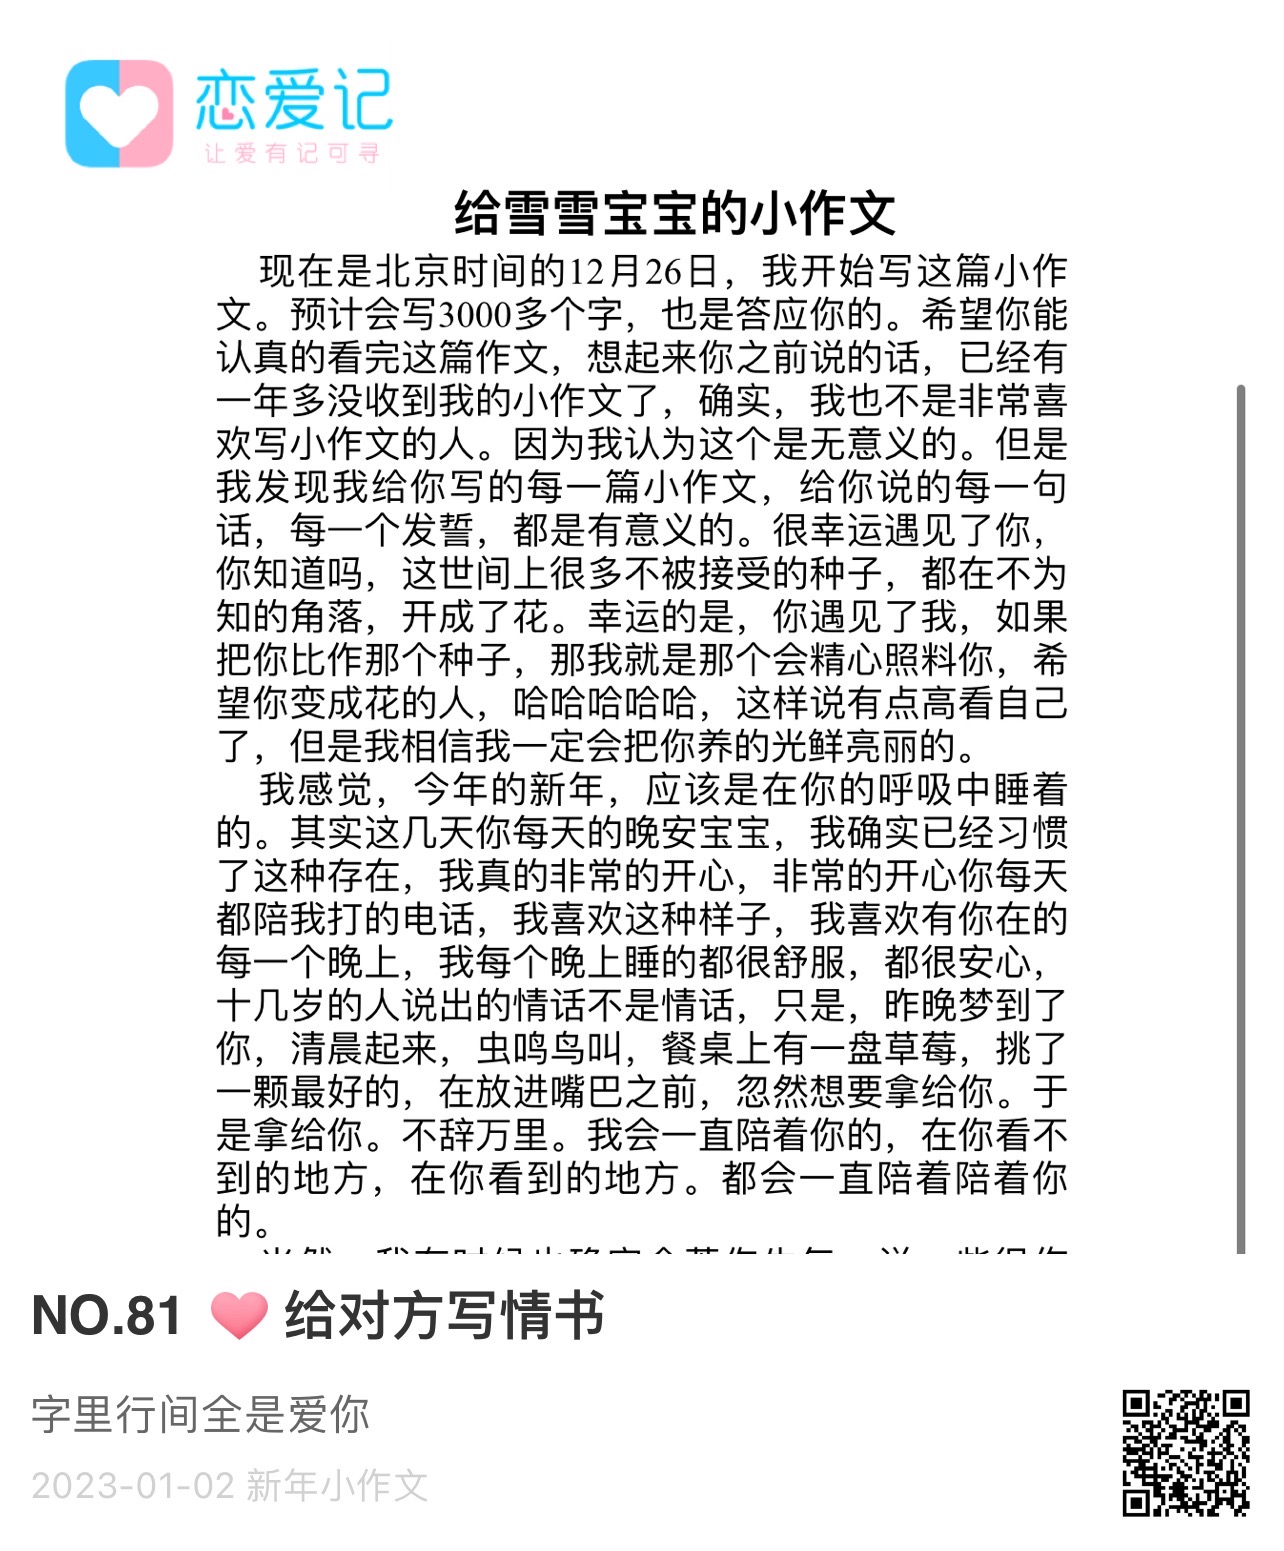 恋爱记
让爱有记可寻
给雪雪宝宝的小作文
现在是北京时间的12月26日，我开始写这篇小作
文。预计会写3000多个字，也是答应你的。希望你能
认真的看完这篇作文，想起来你之前说的话，已经有
一年多没收到我的小作文了，确实，我也不是非常喜
欢写小作文的人。因为我认为这个是无意义的。但是
我发现我给你写的每一篇小作文，给你说的每一句
话，每一个发誓，都是有意义的。很幸运遇见了你，
你知道吗，这世间上很多不被接受的种子，都在不为
知的角落，开成了花。幸运的是，你遇见了我，如果
把你比作那个种子，那我就是那个会精心照料你，希
望你变成花的人，哈哈哈哈哈，这样说有点高看自己
了，但是我相信我一定会把你养的光鲜亮丽的。
我感觉，今年的新年，应该是在你的呼吸中睡着
的。其实这几天你每天的晚安宝宝，我确实已经习惯
了这种存在，我真的非常的开心，非常的开心你每天
都陪我打的电话，我喜欢这种样子，我喜欢有你在的
每一个晚上，我每个晚上睡的都很舒服，都很安心，
十几岁的人说出的情话不是情话，只是，昨晚梦到了
你，清晨起来，虫鸣鸟叫，餐桌上有一盘草莓，挑了
一颗最好的，在放进嘴巴之前，忽然想要拿给你。于
是拿给你。不辞万里。我会一直陪着你的，在你看不
到的地方，在你看到的地方。都会一直陪着陪着你
的。
NO.81 ❤️ 给对方写情书
字里行间全是爱你
2023-01-02 新年小作文